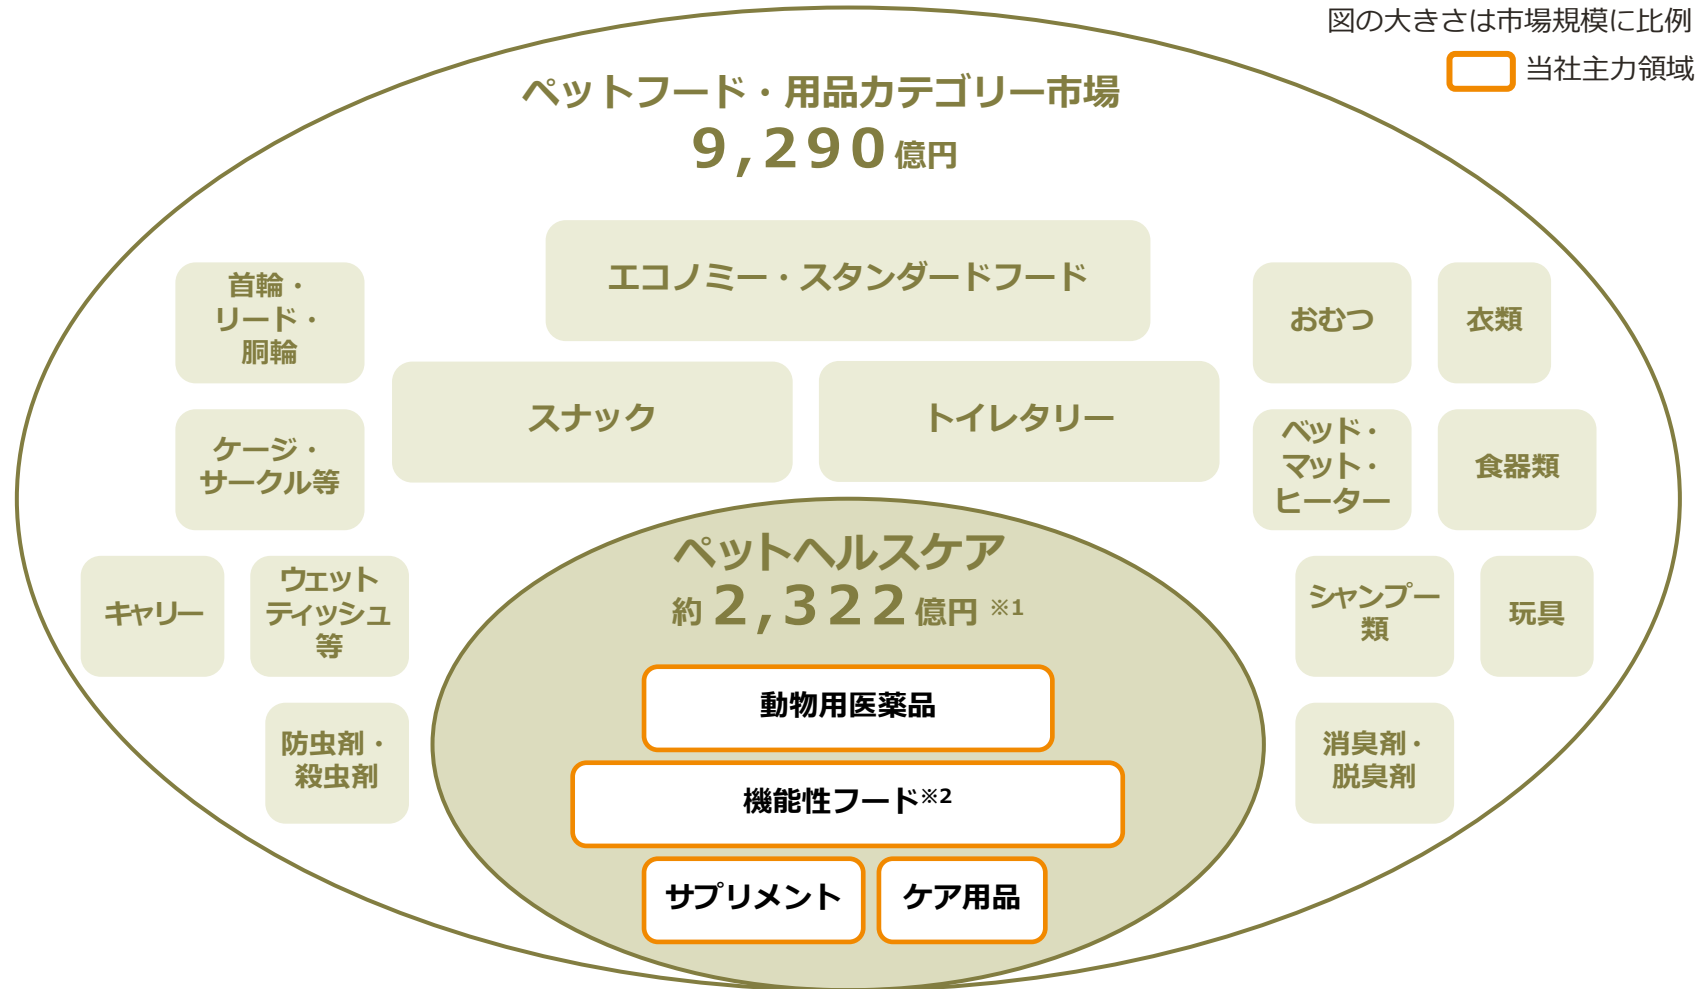 図の大きさは市場規模に比例
当社主力領域
ペットフード・用品カテゴリー市場
9,290億円
エコノミー・スタンダードフード
首輪・
リード・
胴輪
おむつ
衣類
スナック
トイレタリー
ケージ・
サークル等
ベッド・
マット・
ヒーター
食器類
ペットヘルスケア
約2,322億円 ※1
キャリー
ウェット
ティッシュ
等
シャンプー
類
玩具
動物用医薬品
防虫剤・
殺虫剤
消臭剤・
脱臭剤
機能性フード※2
サプリメント
ケア用品